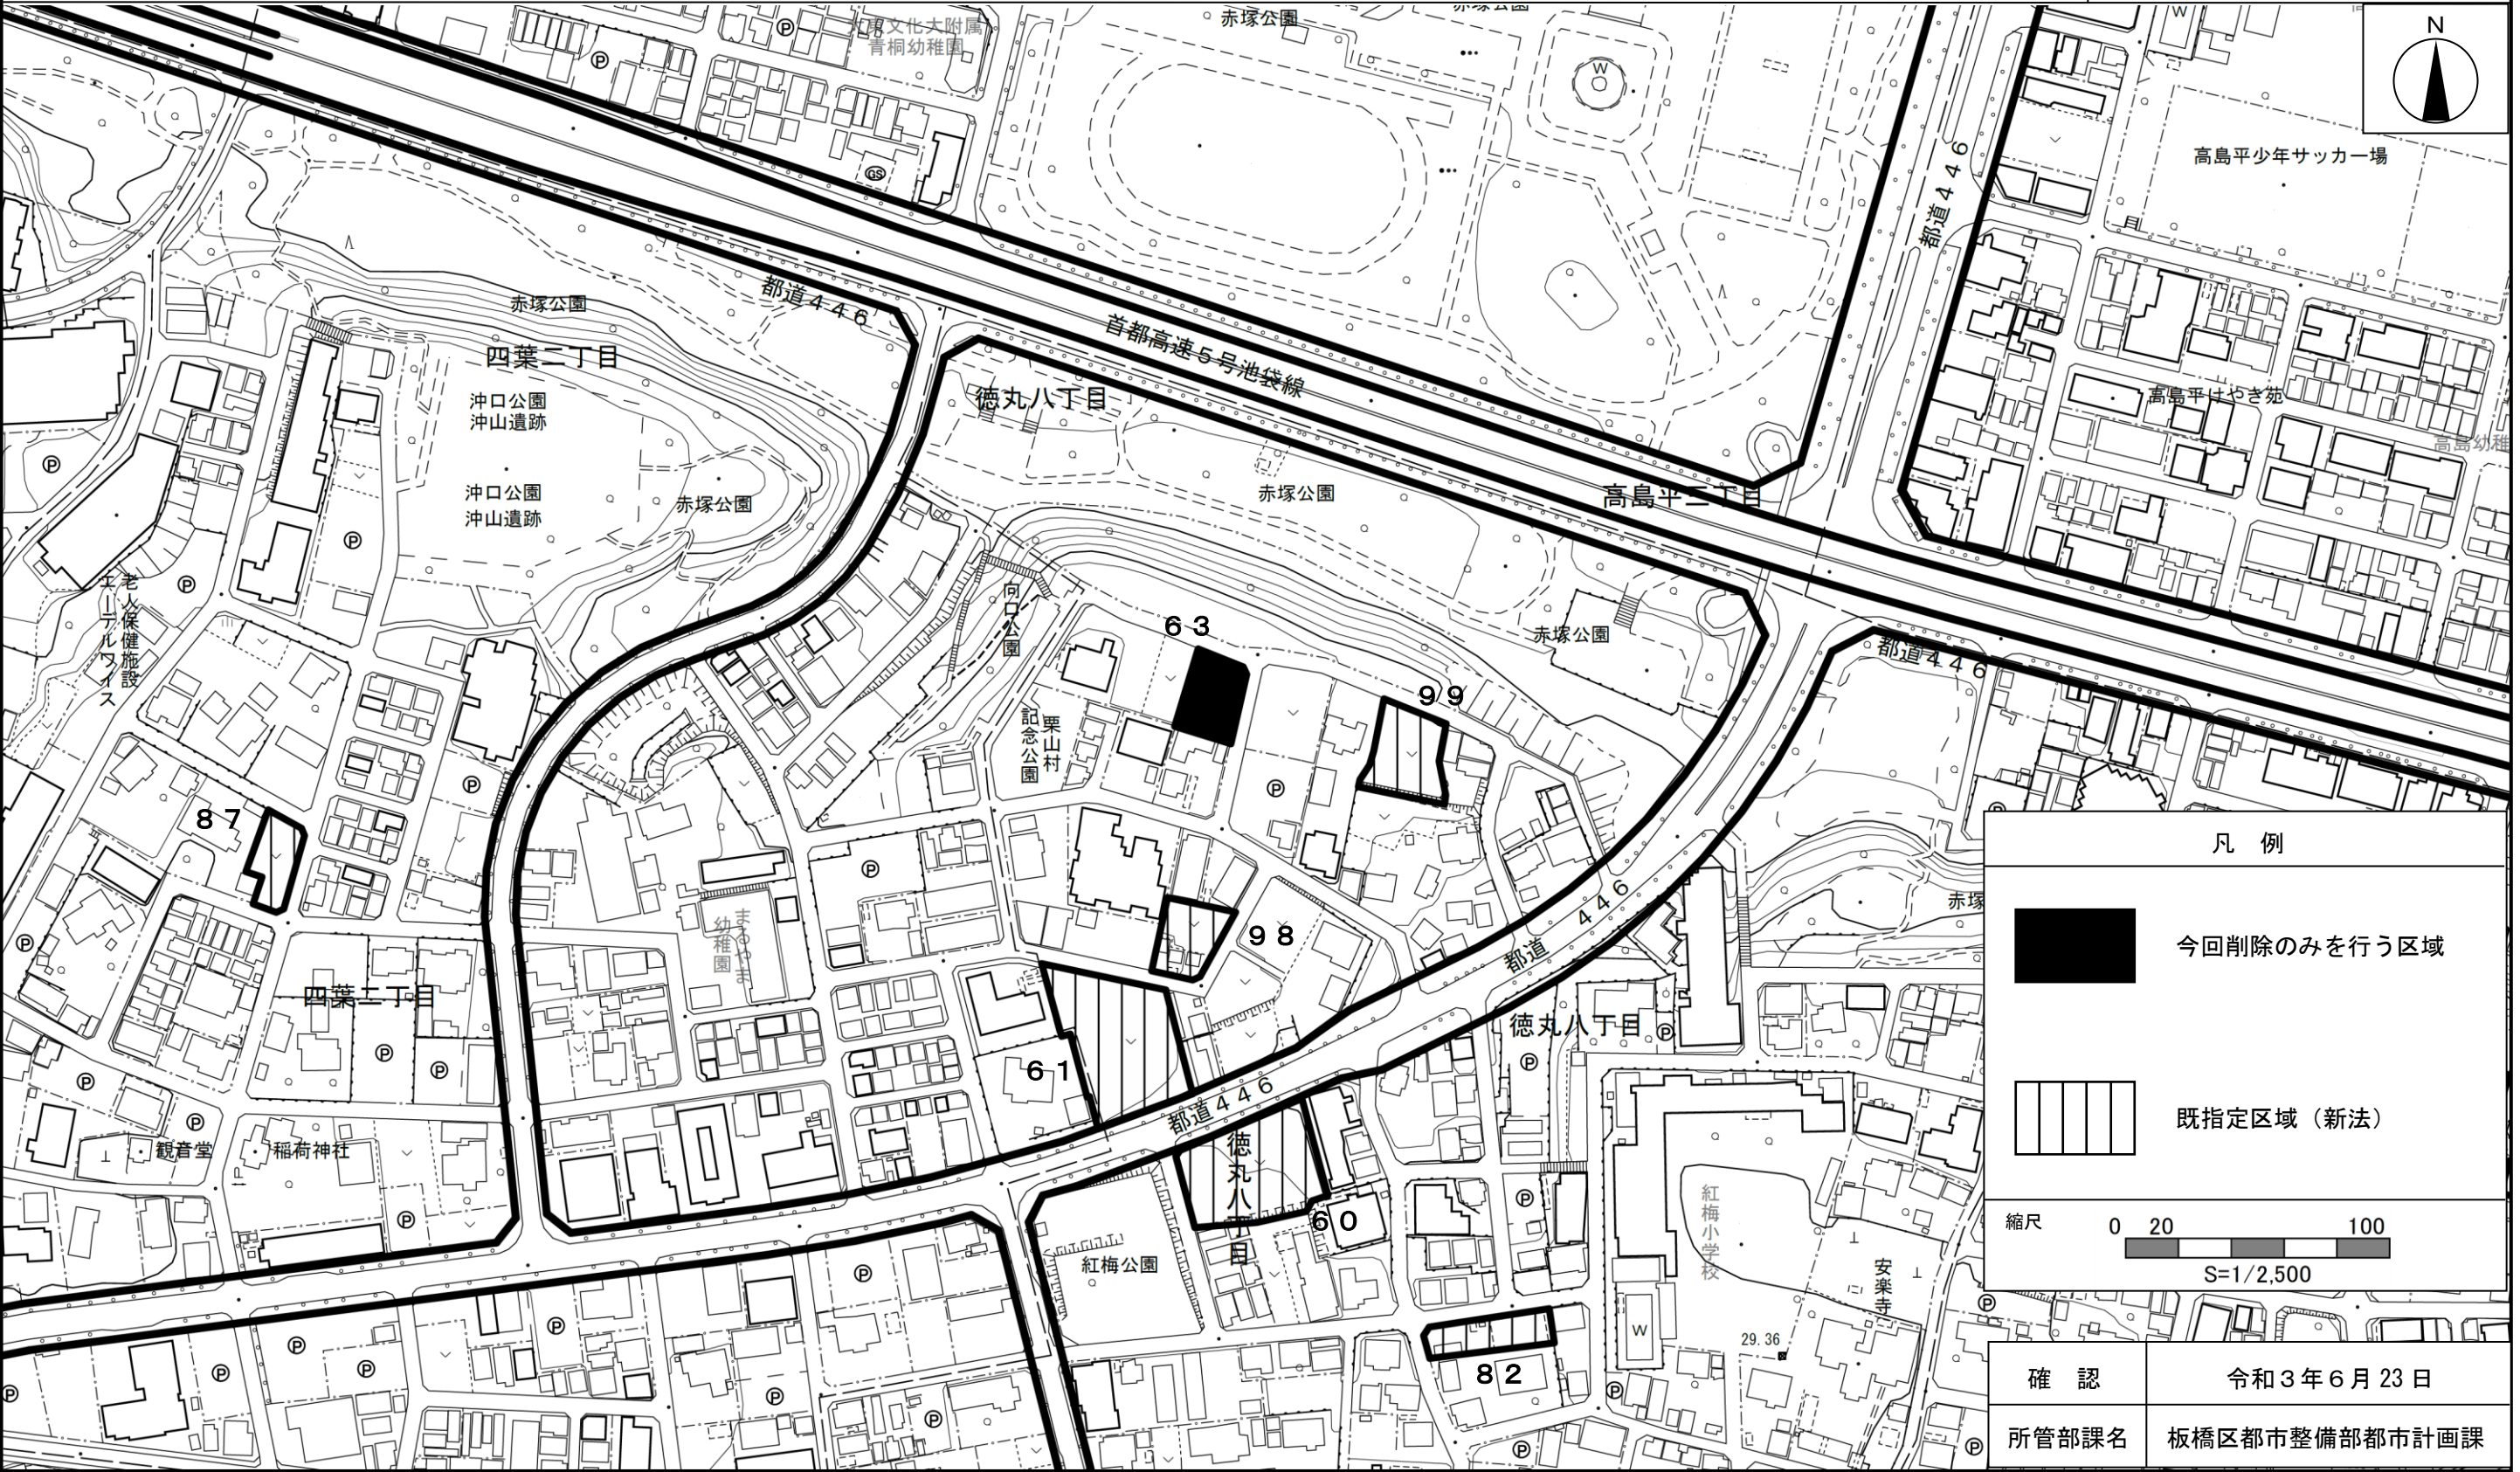 赤塚公園
青桐幼稚園
N
W
W
高島平少年サッカー場
都道446
GS
赤塚公園
都道446
四葉二丁目
首都高速5号池袋線
徳丸八丁目
沖口公園
沖山遺跡
高島平けやき苑
沖口公園
沖山遺跡
赤塚公園
赤塚公園
高島平三丁目
老人保健施設
エーデルワイス
向口公園
63
赤塚公園
都道446
99
栗山村
記念公園
87
凡 例
まるやま
幼稚園
98
都道 446
今回削除のみを行う区域
四葉二丁目
徳丸八丁目
61
都道446
既指定区域（新法）
観音堂
稲荷神社
徳丸八丁目
60
紅梅小学校
紅梅公園
安楽寺
縮尺
0 20 100
S=1/2,500
W
29.36
82
確 認
令和3年6月23日
所管部課名
板橋区都市整備部都市計画課